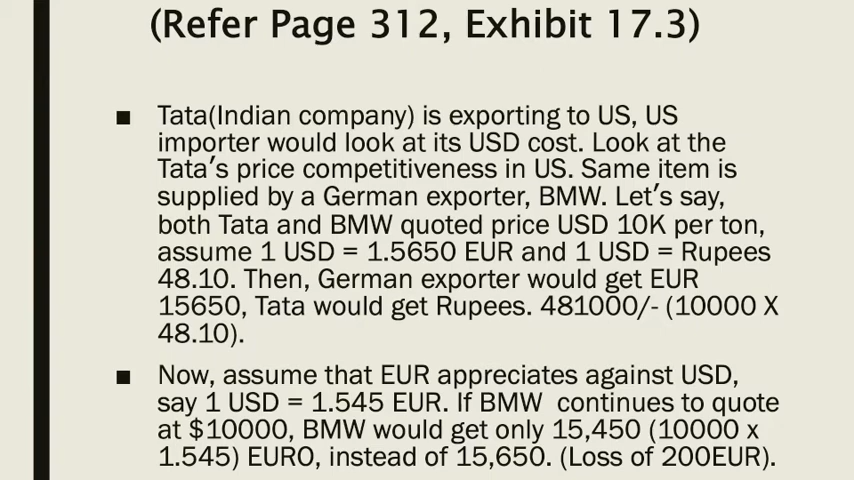 (Refer Page 312, Exhibit 17.3)
■ Tata(Indian company) is exporting to US, US
importer would look at its USD cost. Look at the
Tata's price competitiveness in US. Same item is
supplied by a German exporter, BMW. Let's say,
both Tata and BMW quoted price USD 10K per ton,
assume 1 USD = 1.5650 EUR and 1 USD = Rupees
48.10. Then, German exporter would get EUR
15650, Tata would get Rupees. 481000/- (10000 X
48.10).
■ Now, assume that EUR appreciates against USD,
say 1 USD = 1.545 EUR. If BMW continues to quote
at $10000, BMW would get only 15,450 (10000 x
1.545) EURO, instead of 15,650. (Loss of 200EUR).